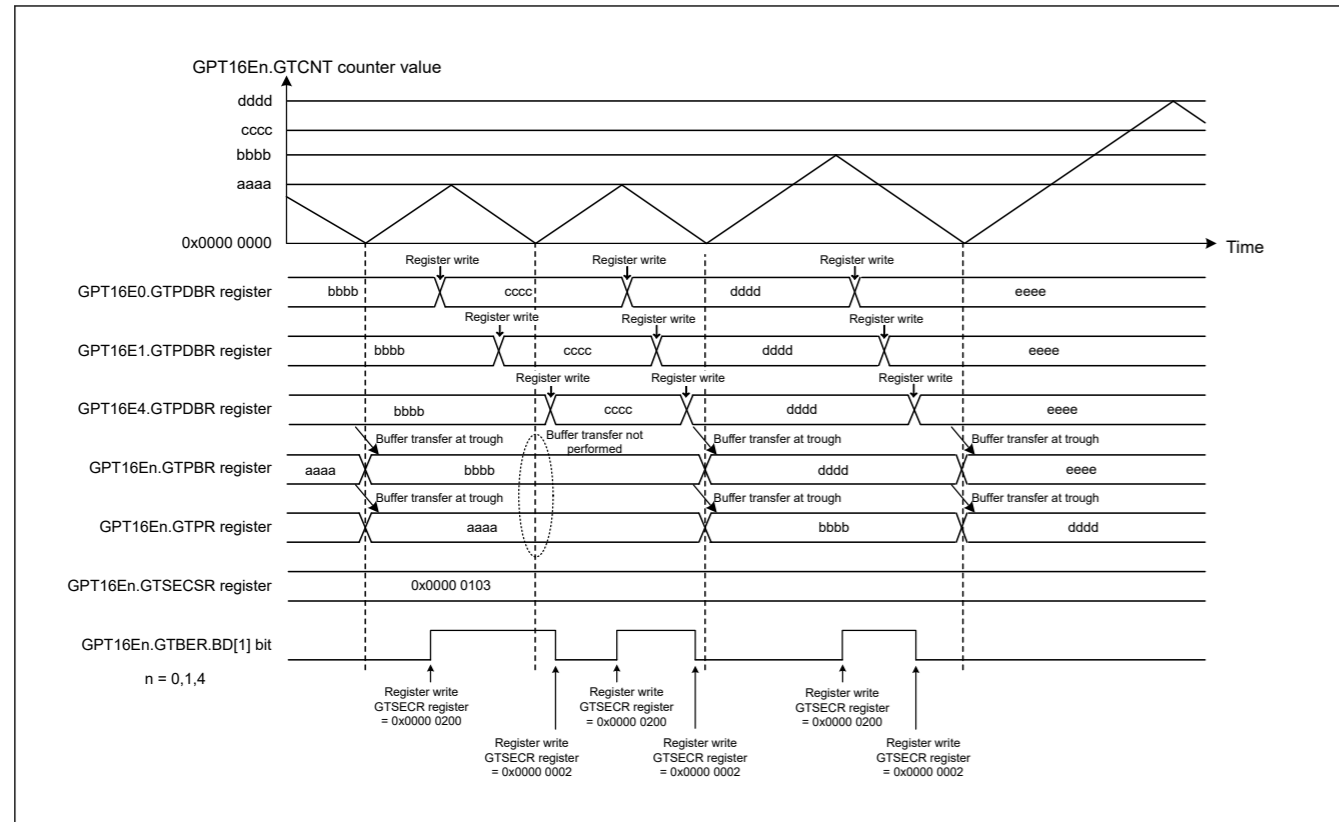 GPT16En.GTCNT counter value
dddd
cccc
bbbb
aaaa
0x0000 0000
Time
Register write Register write Register write
GPT16E0.GTPDBR register bbbb cccc dddd eeee
Register write Register write Register write
GPT16E1.GTPDBR register bbbb cccc dddd eeee
Register write Register write Register write
GPT16E4.GTPDBR register bbbb cccc dddd eeee
Buffer transfer at trough Buffer transfer not Buffer transfer at trough Buffer transfer at trough
performed
GPT16En.GTPBR register aaaa bbbb dddd eeee
Buffer transfer at trough Buffer transfer at trough Buffer transfer at trough
GPT16En.GTPR register aaaa bbbb dddd
GPT16En.GTSECSR register 0x0000 0103
GPT16En.GTBER.BD[1] bit
n = 0,1,4
Register write Register write Register write
GTSECR register GTSECR register GTSECR register
= 0x0000 0200 = 0x0000 0200 = 0x0000 0200
Register write Register write Register write
GTSECR register GTSECR register GTSECR register
= 0x0000 0002 = 0x0000 0002 = 0x0000 0002